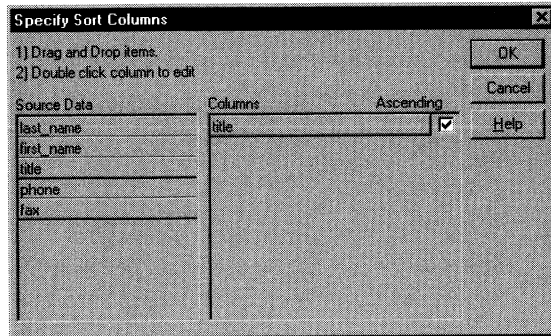 Specify Sort Columns
1) Drag and Drop items.
2) Double click column to edit
OK
Cancel
Help
Source Data
last_name
first_name
title
phone
fax
Columns Ascending
title